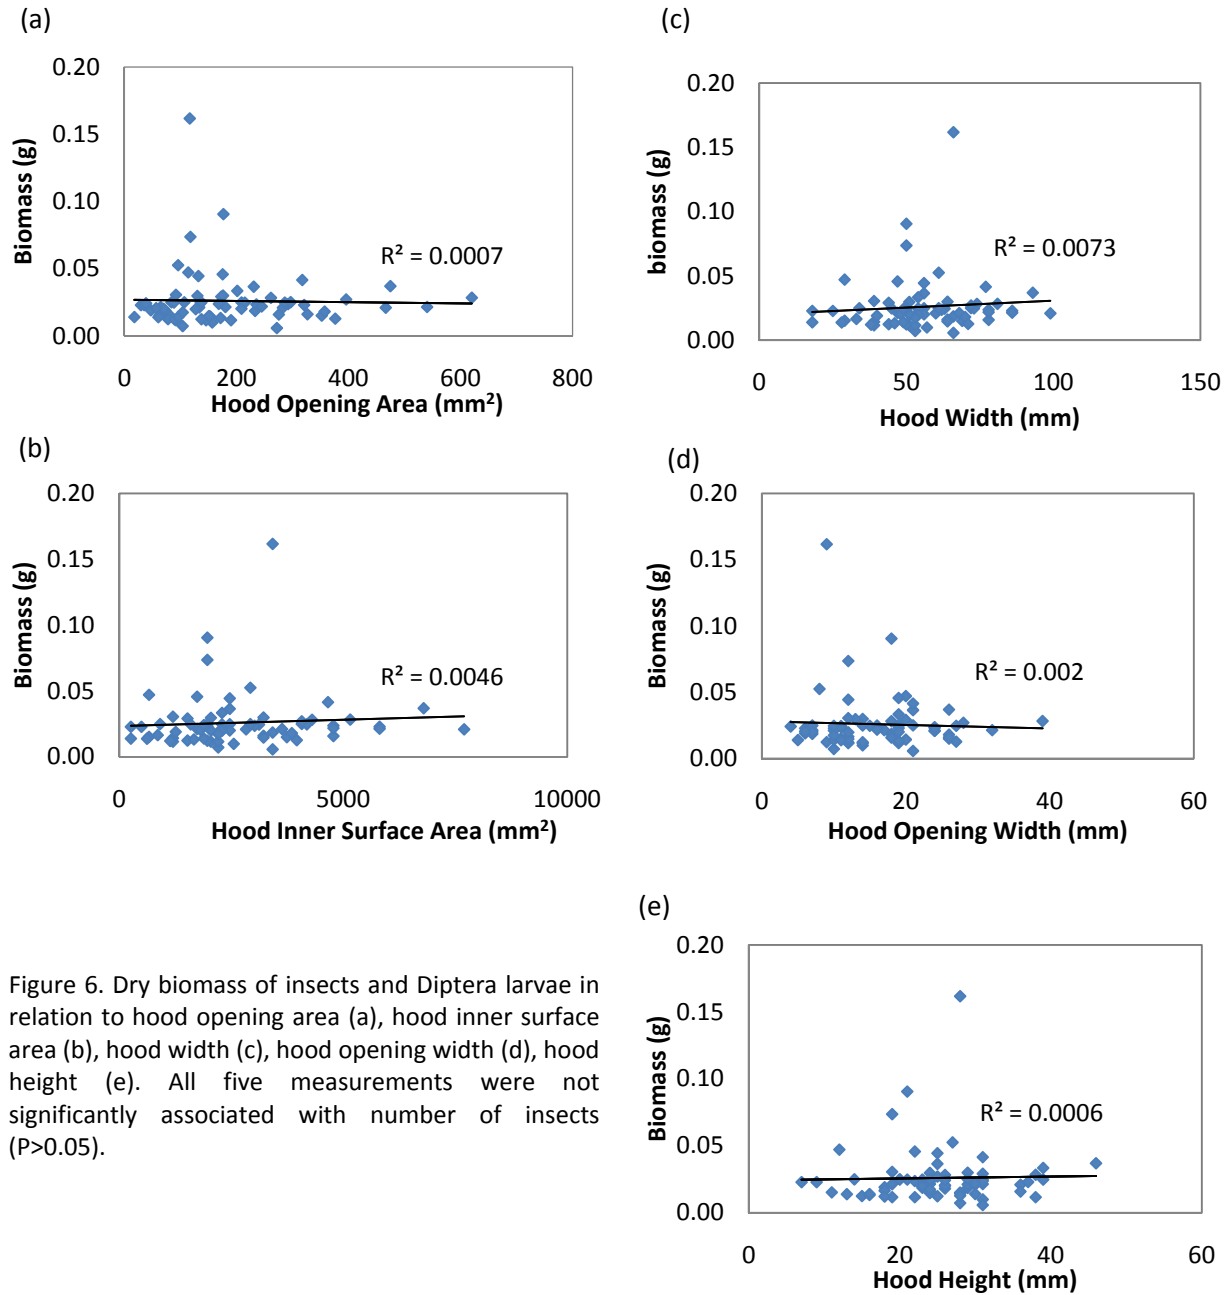 (a)
0.20
0.15
0.10
0.05
0.00
Biomass (g)
R² = 0.0007
0 200 400 600 800
Hood Opening Area (mm²)
(b)
0.20
0.15
0.10
0.05
0.00
Biomass (g)
R² = 0.0046
0 5000 10000
Hood Inner Surface Area (mm²)
Figure 6. Dry biomass of insects and Diptera larvae in
relation to hood opening area (a), hood inner surface
area (b), hood width (c), hood opening width (d), hood
height (e). All five measurements were not
significantly associated with number of insects
(P>0.05).
(c)
0.20
0.15
0.10
0.05
0.00
biomass (g)
R² = 0.0073
0 50 100 150
Hood Width (mm)
(d)
0.20
0.15
0.10
0.05
0.00
Biomass (g)
R² = 0.002
0 20 40 60
Hood Opening Width (mm)
(e)
0.20
0.15
0.10
0.05
0.00
Biomass (g)
R² = 0.0006
0 20 40 60
Hood Height (mm)